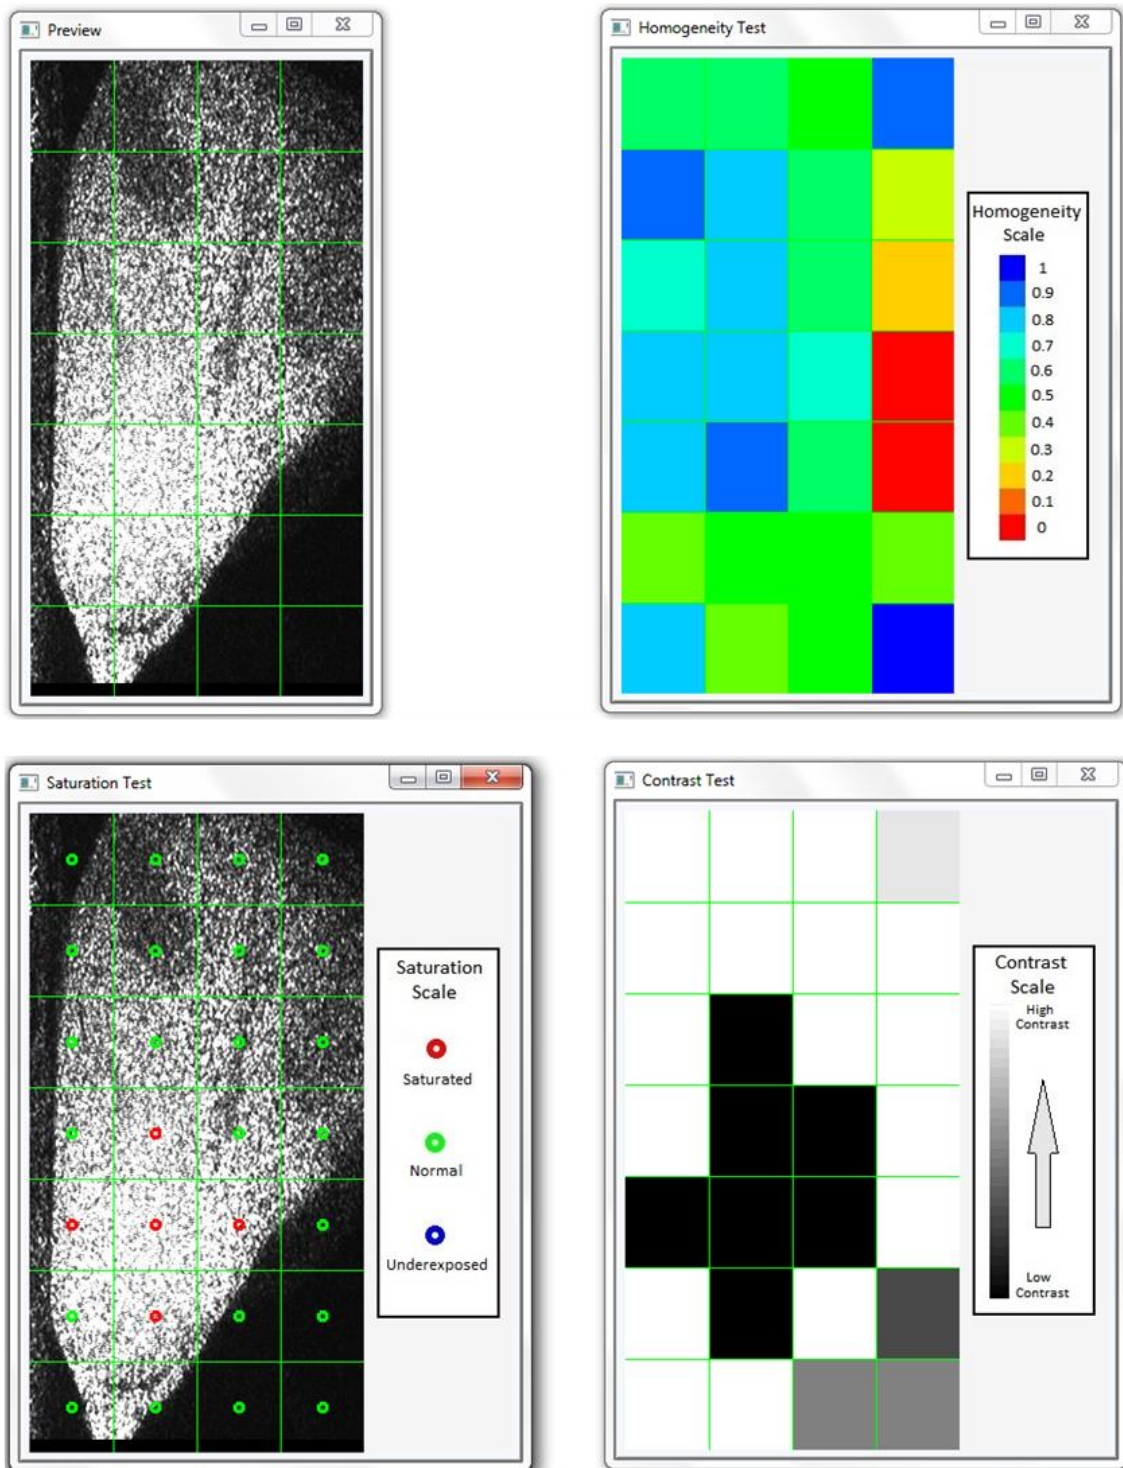 Preview
Homogeneity Test
Homogeneity
Scale
1
0.9
0.8
0.7
0.6
0.5
0.4
0.3
0.2
0.1
0
Saturation Test
Saturation
Scale
Saturated
Normal
Underexposed
Contrast Test
Contrast
Scale
High
Contrast
Low
Contrast